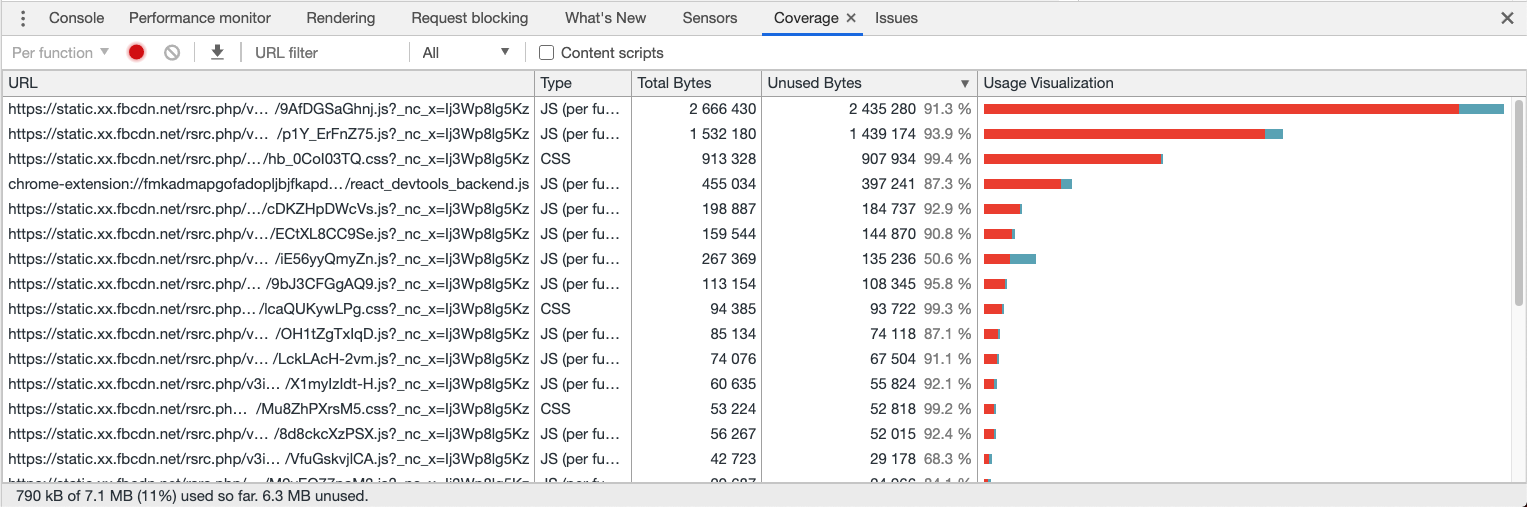 Console Performance monitor Rendering Request blocking What's New Sensors Coverage Issues
Per function URL filter All Content scripts
URL Type Total Bytes Unused Bytes Usage Visualization
https://static.xx.fbcdn.net/rsrc.php/v… /9AfDGSaGhnj.js?_nc_x=Ij3Wp8lg5Kz JS (per fu… 2 666 430 2 435 280 91.3 %
https://static.xx.fbcdn.net/rsrc.php/v… /p1Y_ErFnZ75.js?_nc_x=Ij3Wp8lg5Kz JS (per fu… 1 532 180 1 439 174 93.9 %
https://static.xx.fbcdn.net/rsrc.php/… /hb_0CoI03TQ.css?_nc_x=Ij3Wp8lg5Kz CSS 913 328 907 934 99.4 %
chrome-extension://fmkadmapgofadopljbjfkapd… /react_devtools_backend.js JS (per fu… 455 034 397 241 87.3 %
https://static.xx.fbcdn.net/rsrc.php/… /cDKZHpDWcVs.js?_nc_x=Ij3Wp8lg5Kz JS (per fu… 198 887 184 737 92.9 %
https://static.xx.fbcdn.net/rsrc.php/v… /ECtXL8CC9Se.js?_nc_x=Ij3Wp8lg5Kz JS (per fu… 159 544 144 870 90.8 %
https://static.xx.fbcdn.net/rsrc.php/v… /iE56yyQmyZn.js?_nc_x=Ij3Wp8lg5Kz JS (per fu… 267 369 135 236 50.6 %
https://static.xx.fbcdn.net/rsrc.php/… /9bJ3CFGgAQ9.js?_nc_x=Ij3Wp8lg5Kz JS (per fu… 113 154 108 345 95.8 %
https://static.xx.fbcdn.net/rsrc.php… /lcaQUKywLPg.css?_nc_x=Ij3Wp8lg5Kz CSS 94 385 93 722 99.3 %
https://static.xx.fbcdn.net/rsrc.php/v… /OH1tZgTxIqD.js?_nc_x=Ij3Wp8lg5Kz JS (per fu… 85 134 74 118 87.1 %
https://static.xx.fbcdn.net/rsrc.php/v… /LckLAcH-2vm.js?_nc_x=Ij3Wp8lg5Kz JS (per fu… 74 076 67 504 91.1 %
https://static.xx.fbcdn.net/rsrc.php/v3i… /X1myIzldt-H.js?_nc_x=Ij3Wp8lg5Kz JS (per fu… 60 635 55 824 92.1 %
https://static.xx.fbcdn.net/rsrc.ph… /Mu8ZhPXrsM5.css?_nc_x=Ij3Wp8lg5Kz CSS 53 224 52 818 99.2 %
https://static.xx.fbcdn.net/rsrc.php/v… /8d8ckcXzPSX.js?_nc_x=Ij3Wp8lg5Kz JS (per fu… 56 267 52 015 92.4 %
https://static.xx.fbcdn.net/rsrc.php/v3i… /VfuGskvjlCA.js?_nc_x=Ij3Wp8lg5Kz JS (per fu… 42 723 29 178 68.3 %
790 kB of 7.1 MB (11%) used so far. 6.3 MB unused.